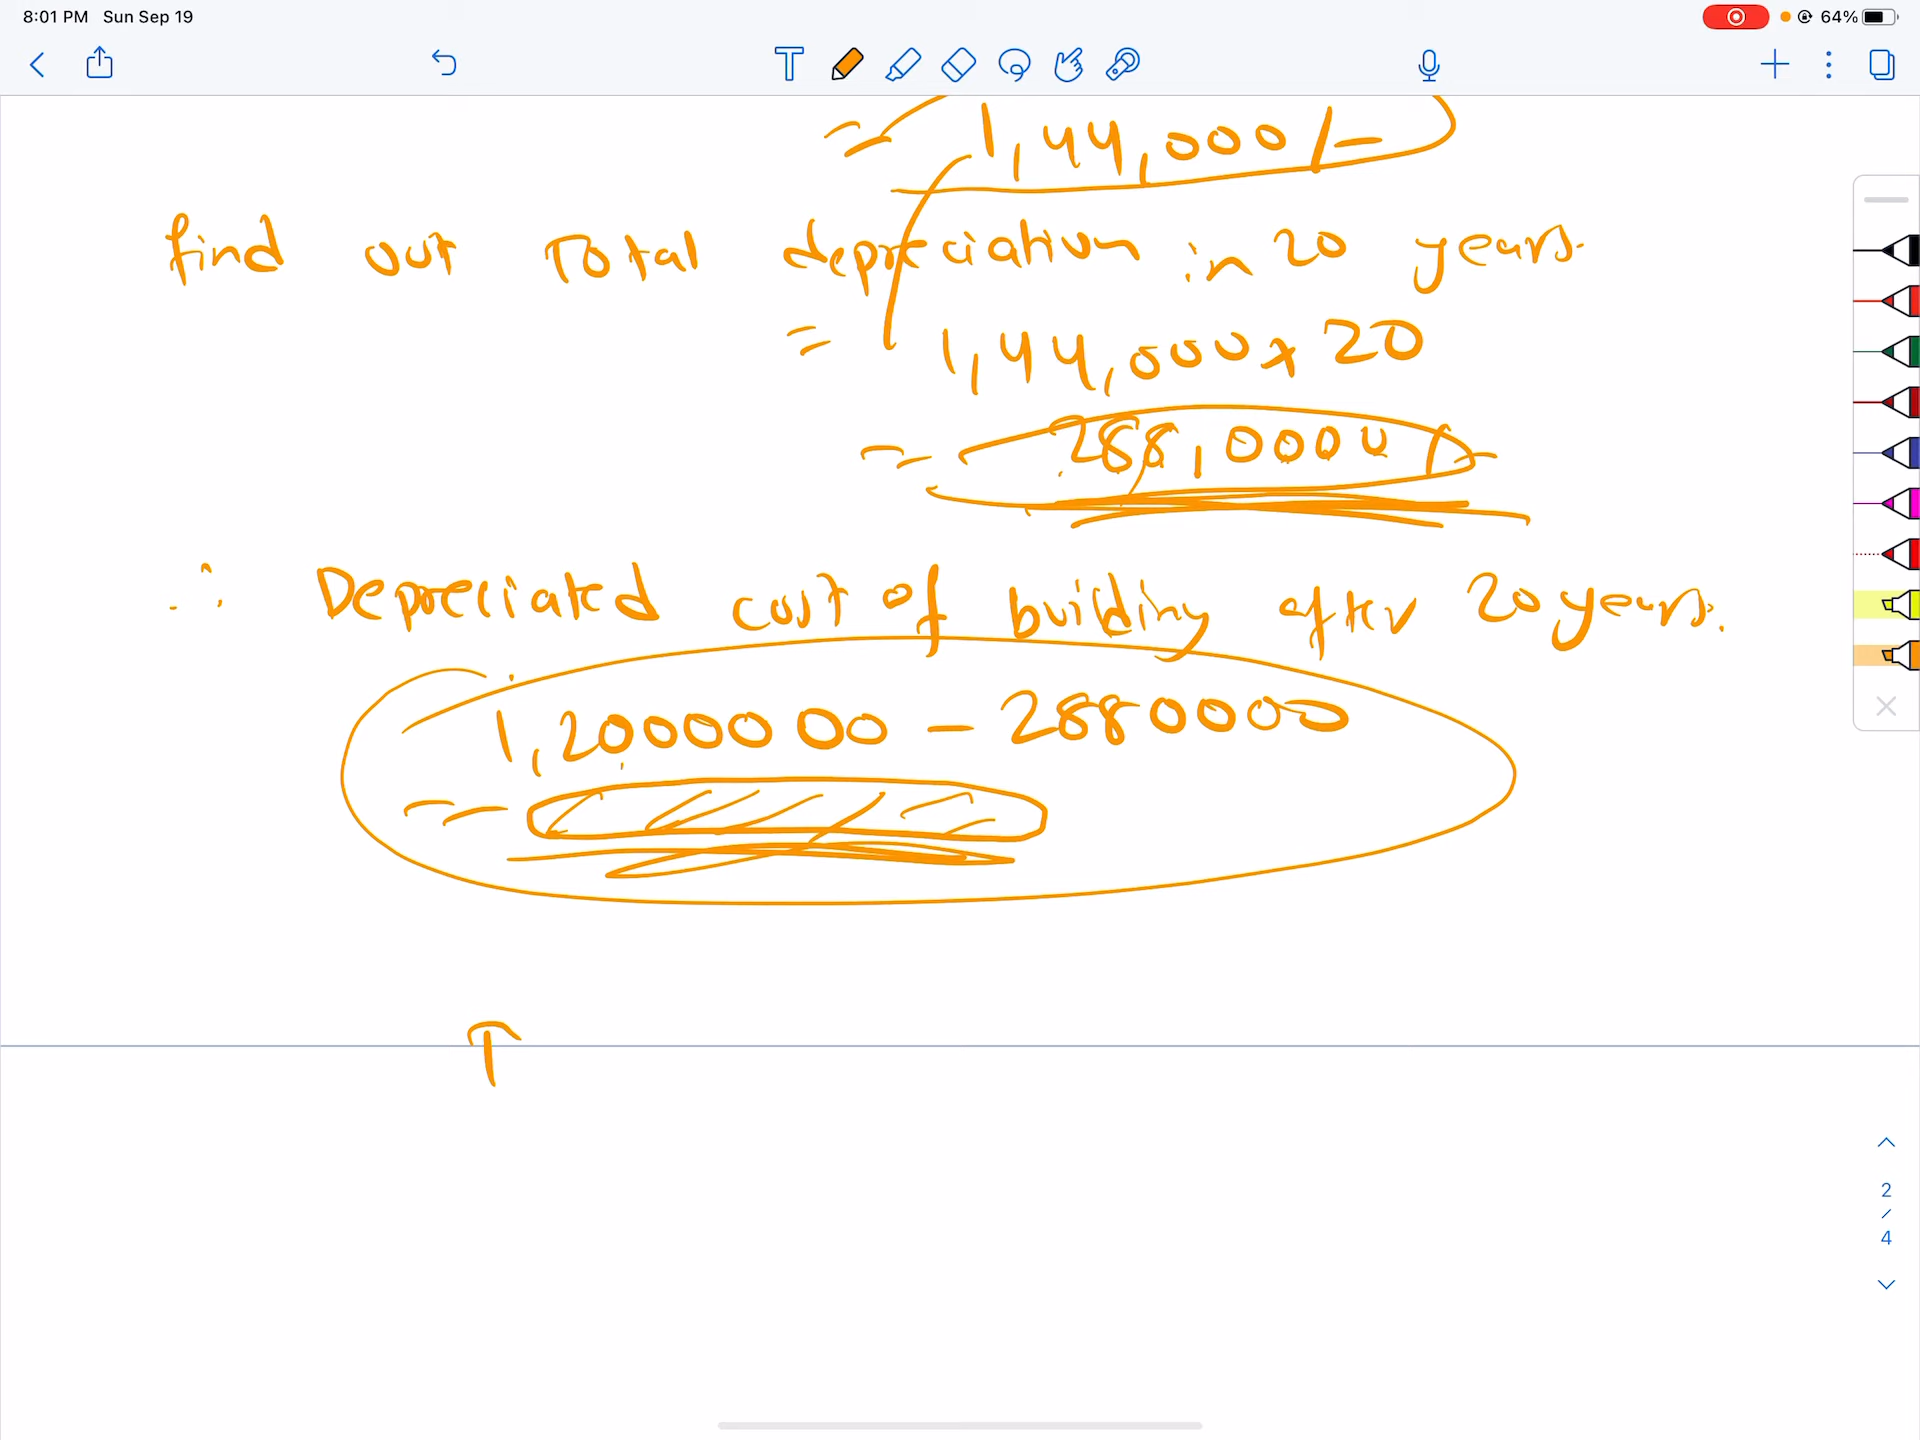 8:01 PM Sun Sep 19 64%
T
= 1,44,000/-
find out Total depreciation in 20 years.
= 1,44,000 x 20
= 288,0000/-
∴ Depreciated cost of building after 20 years.
1,2000000 - 2880000
=
2
/
4